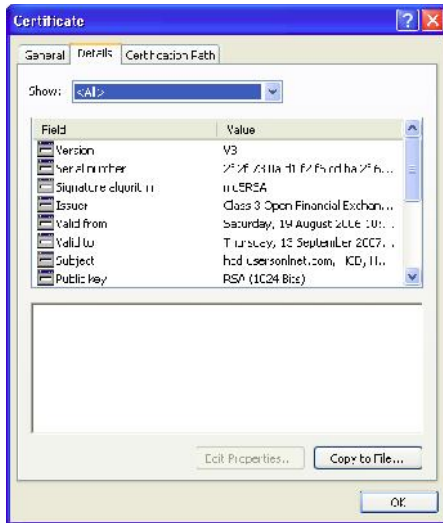 Certificate
General Details Certification Path
Show: <All>
Field Value
Version V3
Serial number
Signature algorithm
Issuer Class 3 Open Financial Exchan...
Valid from Saturday, 19 August 2006 10:...
Valid to Thursday, 13 September 2007...
Subject
Public key RSA (1024 Bits)
Edit Properties... Copy to File...
OK